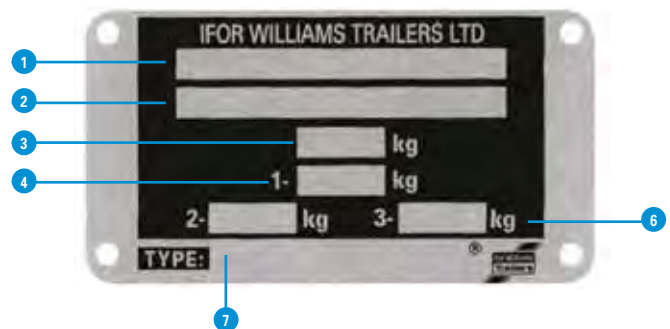 IFOR WILLIAMS TRAILERS LTD
1
2
3 kg
4 1- kg
2- kg 3- kg 6
TYPE: ®
7